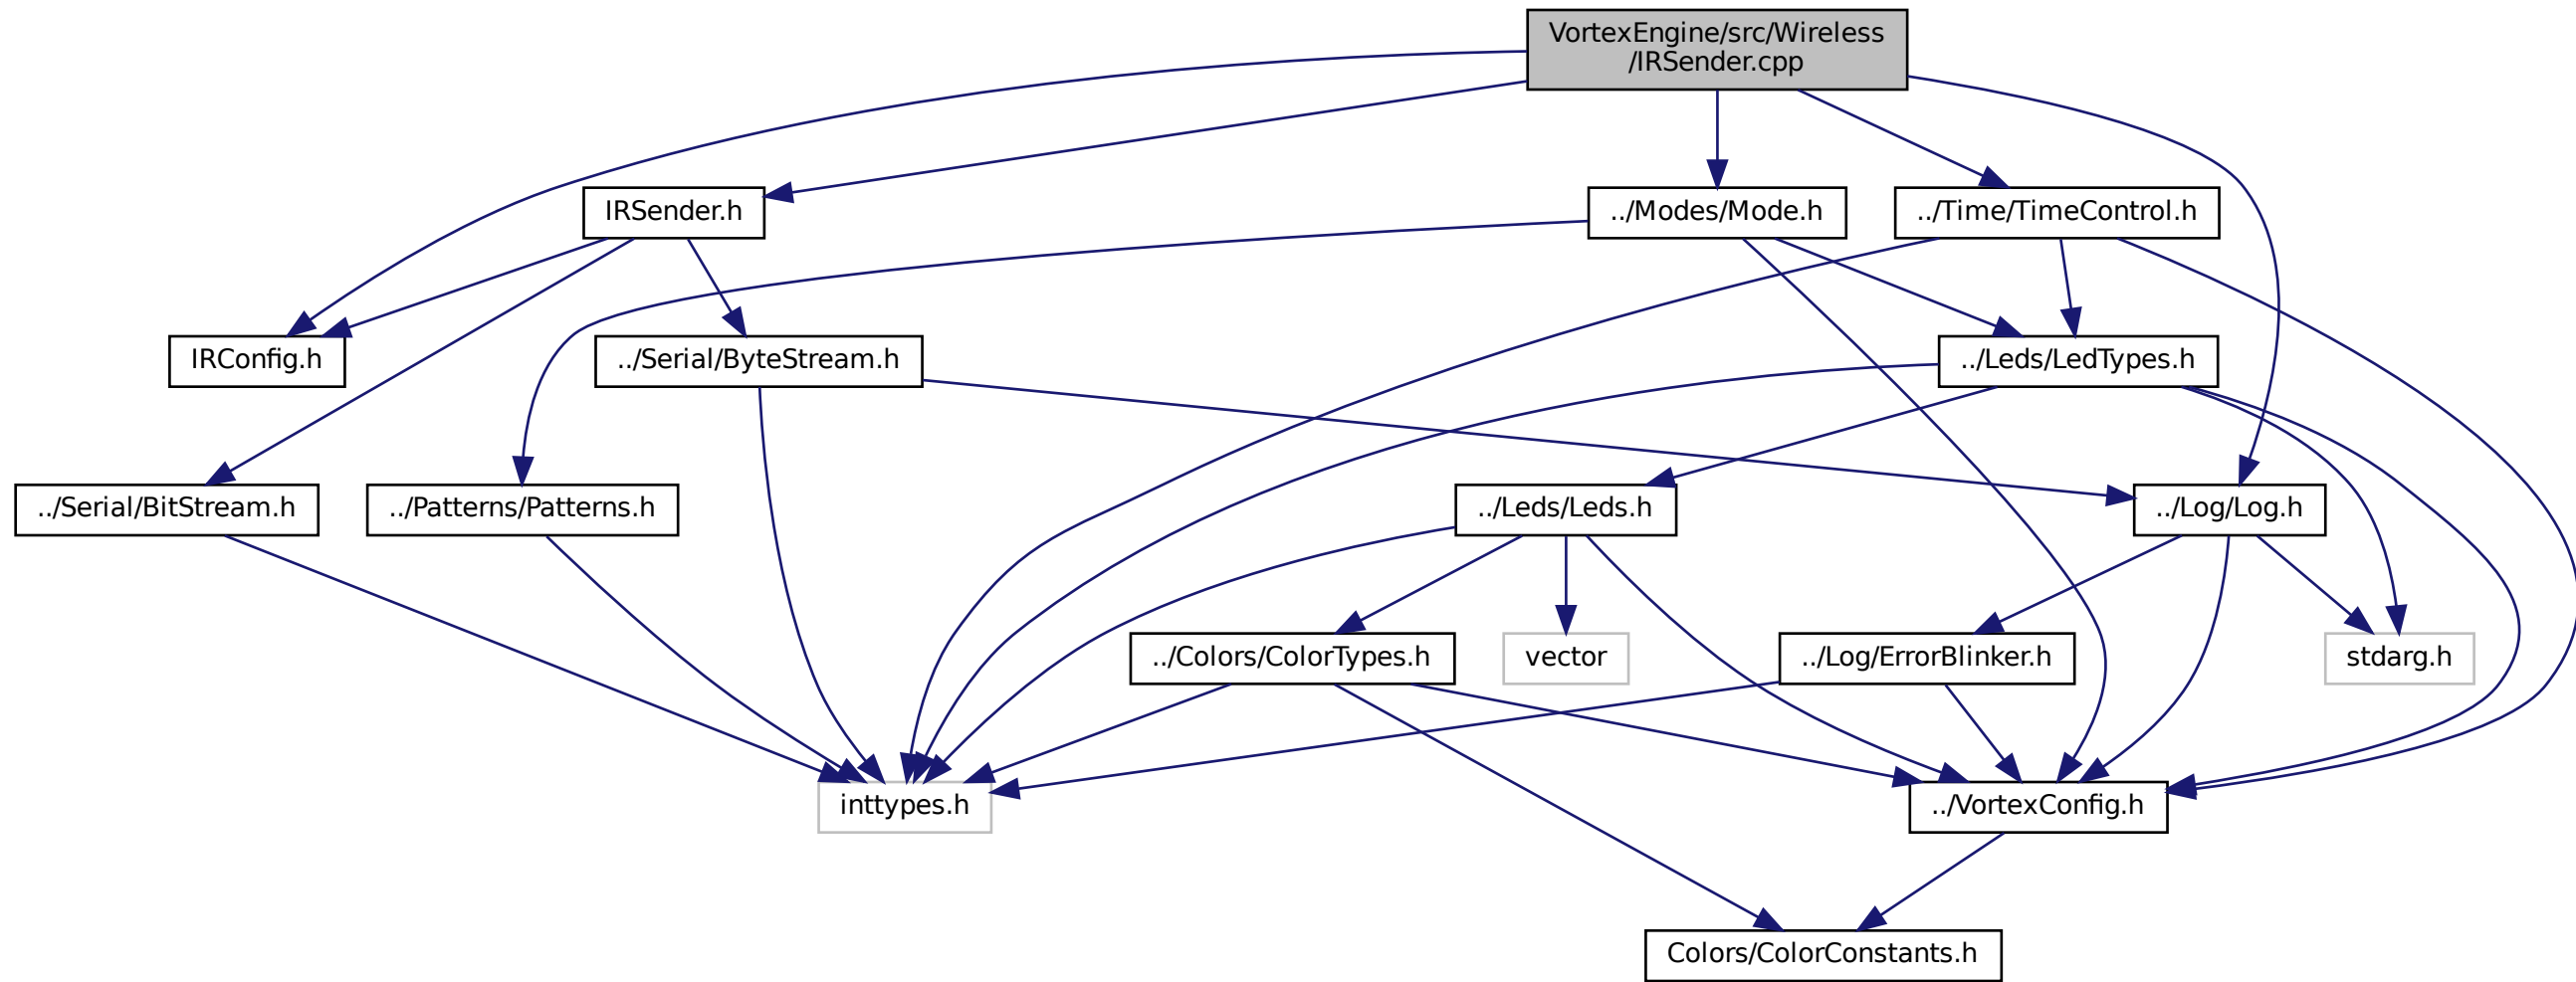 VortexEngine/src/Wireless
/IRSender.cpp
IRSender.h
../Modes/Mode.h
../Time/TimeControl.h
IRConfig.h
../Serial/ByteStream.h
../Leds/LedTypes.h
../Serial/BitStream.h
../Patterns/Patterns.h
../Leds/Leds.h
../Log/Log.h
../Colors/ColorTypes.h
vector
../Log/ErrorBlinker.h
stdarg.h
inttypes.h
../VortexConfig.h
Colors/ColorConstants.h